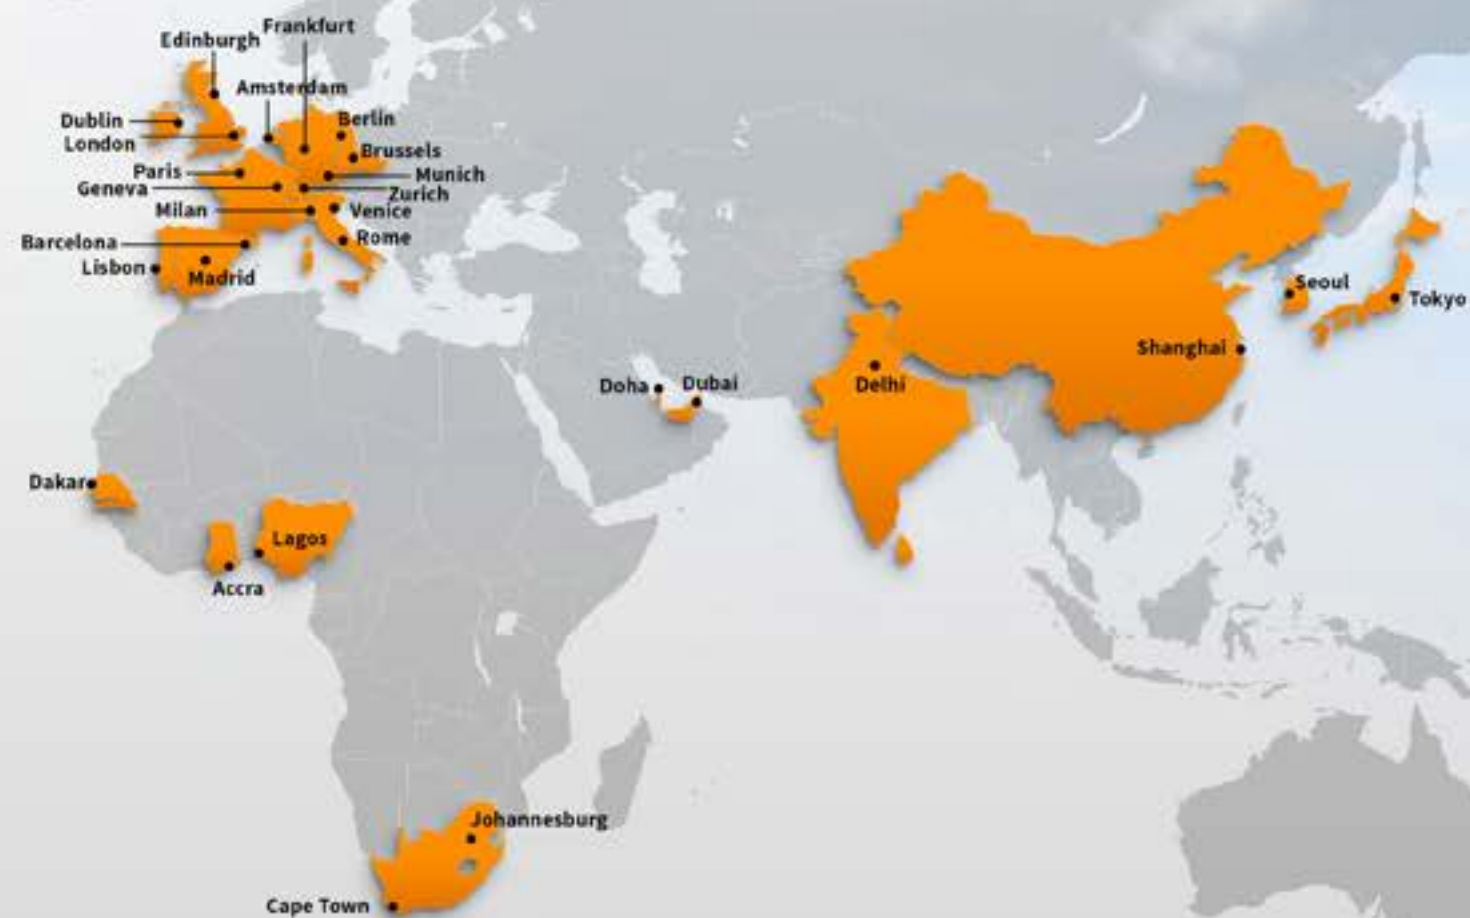 Frankfurt
Edinburgh
Amsterdam
Dublin
Berlin
London
Brussels
Paris
Munich
Geneva
Zurich
Milan
Venice
Barcelona
Rome
Lisbon
Madrid
Seoul
Tokyo
Shanghai
Doha
Dubai
Delhi
Dakar
Lagos
Accra
Johannesburg
Cape Town